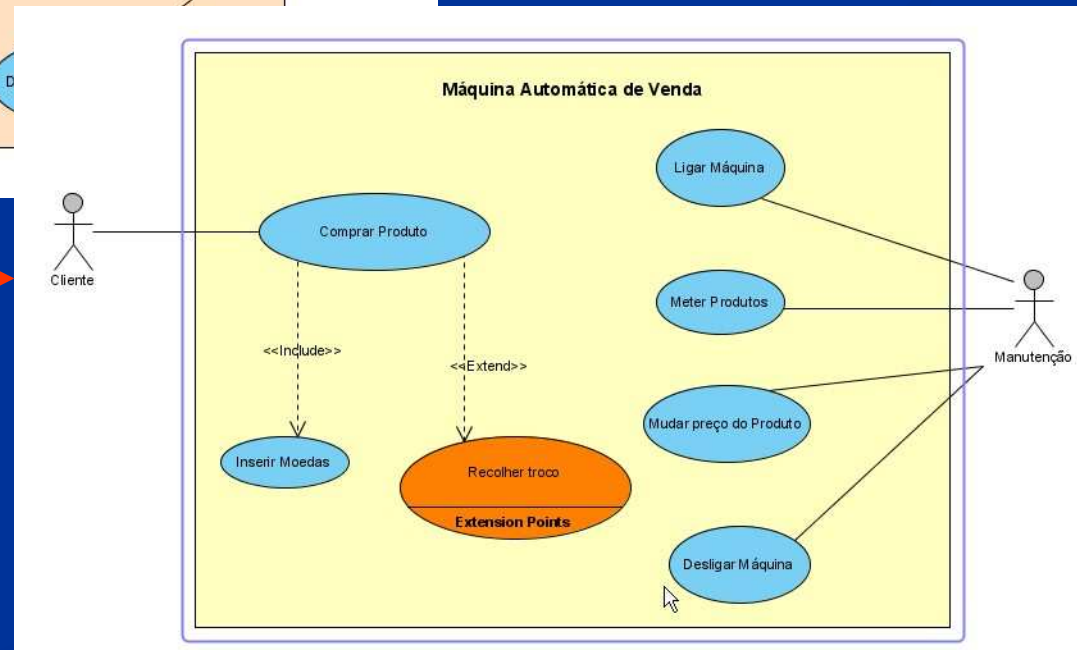 D
Máquina Automática de Venda
Ligar Máquina
Comprar Produto
Cliente
Meter Produtos
Manutenção
<<Include>>
<<Extend>>
Mudar preço do Produto
Inserir Moedas
Recolher troco
Extension Points
Desligar Máquina